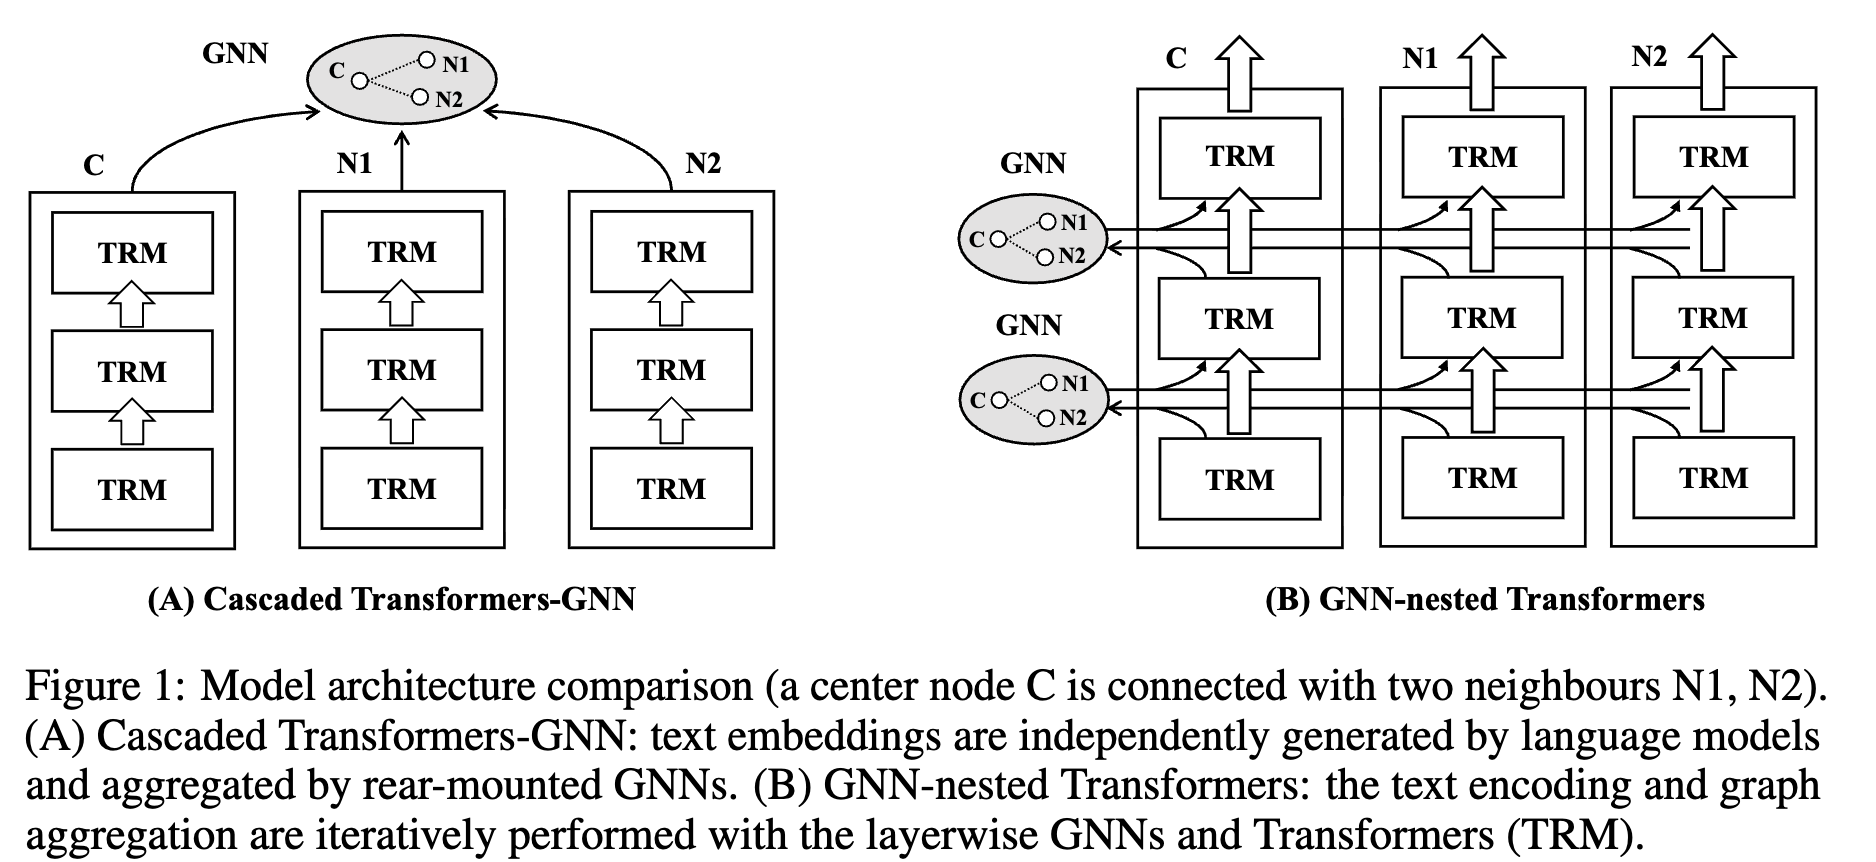 GNN
C
N1
N2
C
N1
N2
TRM
TRM
TRM
TRM
TRM
TRM
TRM
TRM
TRM
(A) Cascaded Transformers-GNN
C
N1
N2
TRM
TRM
TRM
GNN
C
N1
N2
TRM
TRM
TRM
GNN
C
N1
N2
TRM
TRM
TRM
(B) GNN-nested Transformers
Figure 1: Model architecture comparison (a center node C is connected with two neighbours N1, N2).
(A) Cascaded Transformers-GNN: text embeddings are independently generated by language models
and aggregated by rear-mounted GNNs. (B) GNN-nested Transformers: the text encoding and graph
aggregation are iteratively performed with the layerwise GNNs and Transformers (TRM).